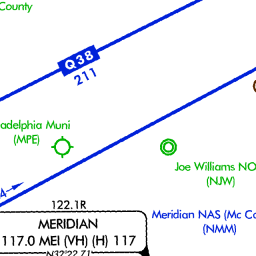 County
Q38
211
adelphia Muni
(MPE)
Joe Williams NO
(NJW)
4
122.1R
Meridian NAS (Mc Ca
(NMM)
MERIDIAN
117.0 MEI (VH) (H) 117